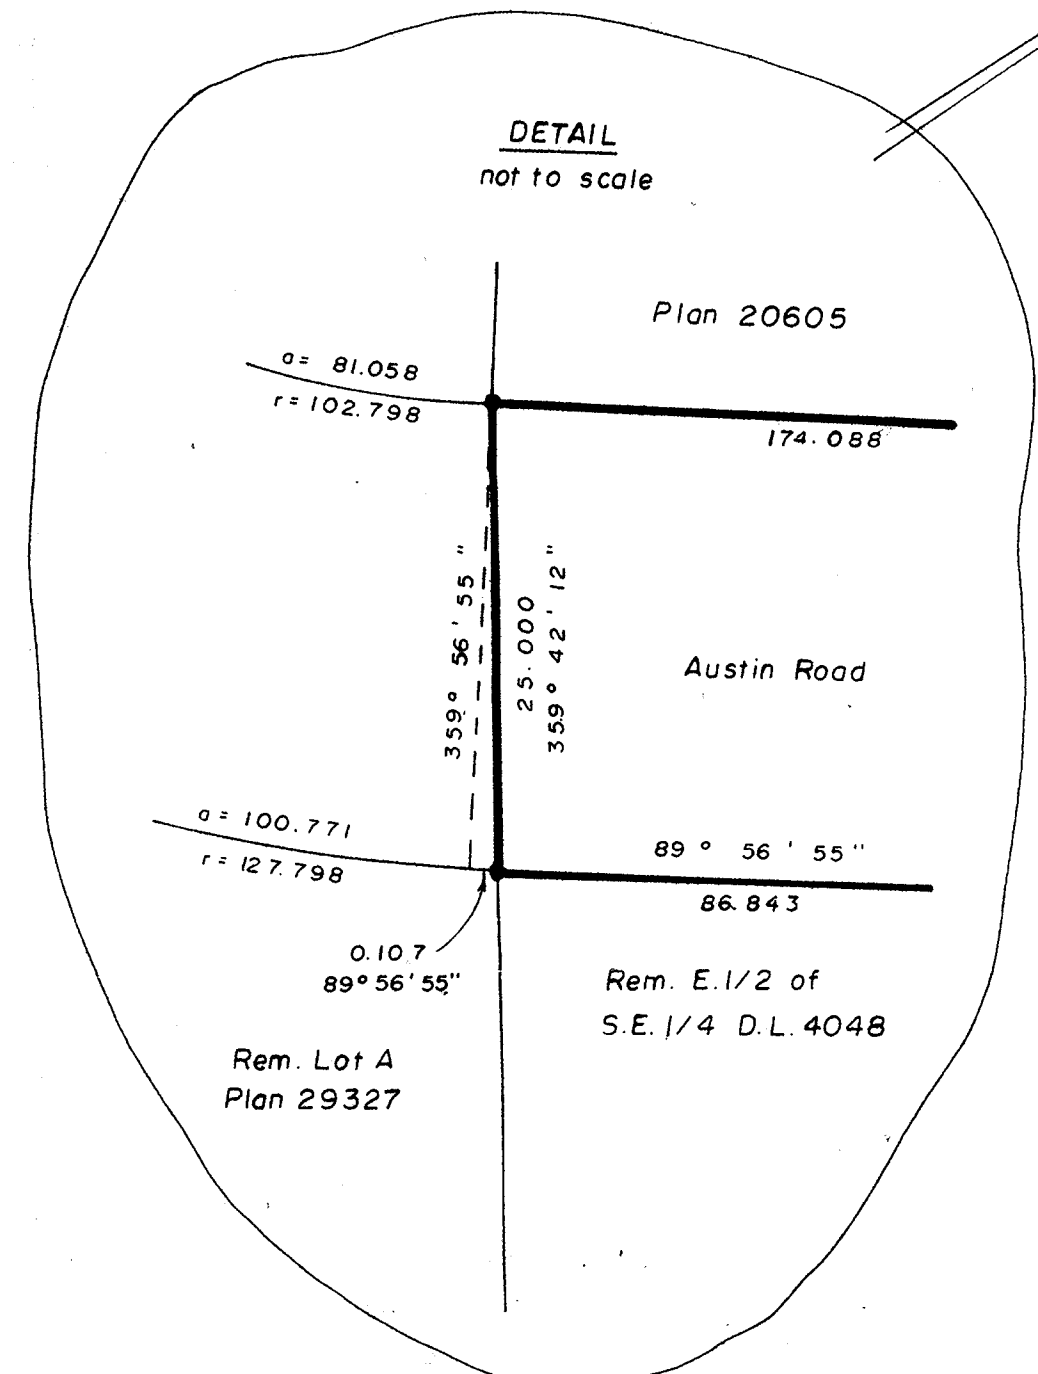 DETAIL
not to scale
Plan 20605
a = 81.058
r = 102.798
174.088
359° 56' 55"
25.000
359° 42' 12"
Austin Road
a = 100.771
r = 127.798
89° 56' 55"
86.843
0.107
89° 56' 55"
Rem. E. 1/2 of
S.E. 1/4 D.L. 4048
Rem. Lot A
Plan 29327